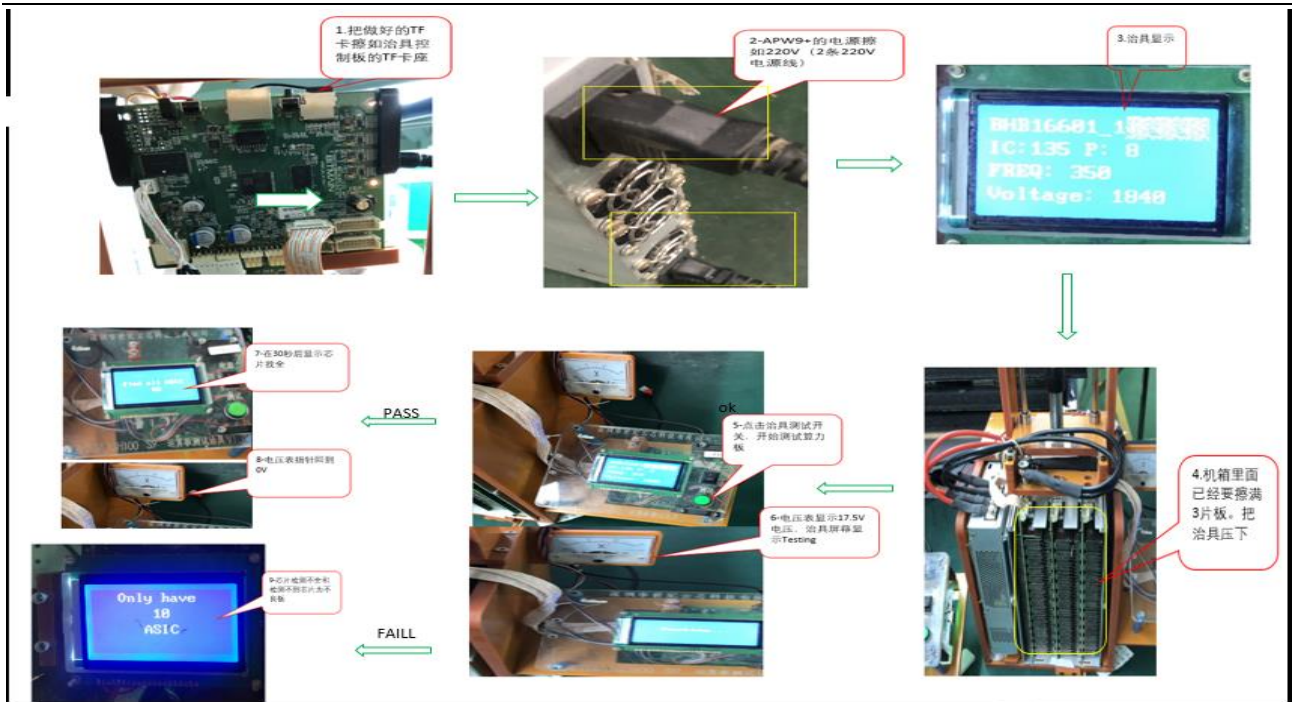 1.把做好的TF
卡擦如治具控
制板的TF卡座
2-APW9+的电源擦
如220V（2条220V
电源线）
3.治具显示
BHB16601_1
IC:135 P: 8
FREQ: 350
Voltage: 1840
4.机箱里面
已经要擦满
3片板。把
治具压下
ok
5-点击治具测试开
关，开始测试算力
板
6-电压表显示17.5V
电压，治具屏幕显
示Testing
PASS
7-在30秒后显示芯
片找全
8-电压表指针回到
0V
FAILL
9-芯片检测不全和
检测不到芯片为不
良板
Only have
10
ASIC